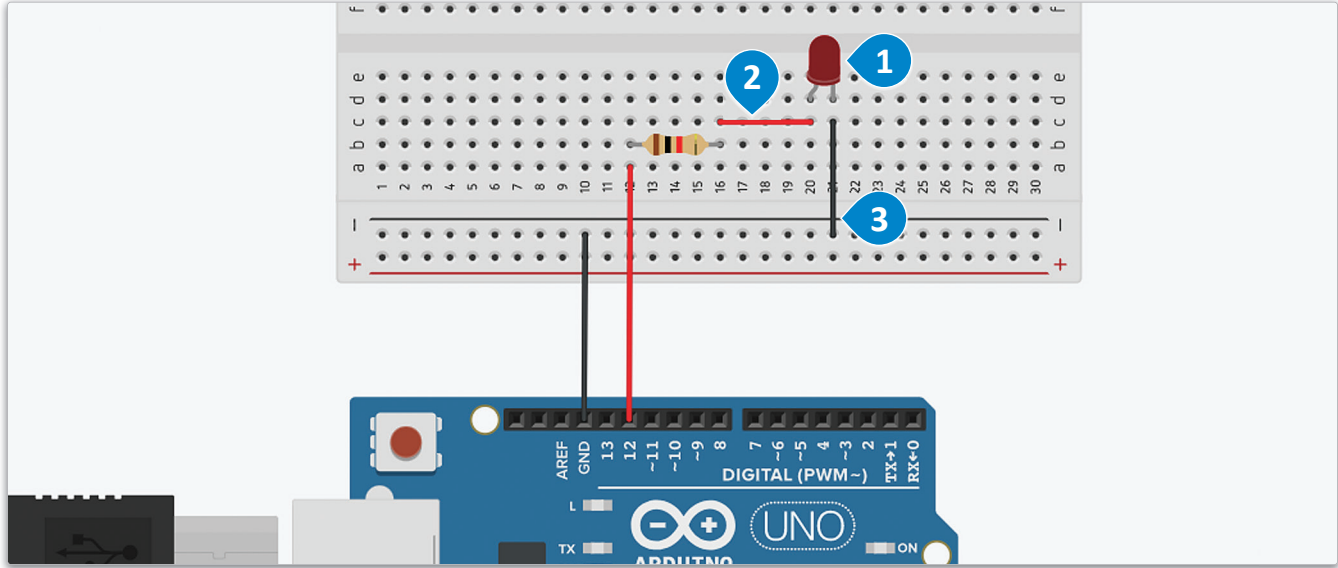 f f
1
2
e e
d d
c c
b b
a a
1 2 3 4 5 6 7 8 9 10 11 12 13 14 15 16 17 18 19 20 21 22 23 24 25 26 27 28 29 30
3
− −
+ +
AREF GND 13 12 ~11 ~10 ~9 8 7 ~6 ~5 4 ~3 2 TX→1 RX←0
DIGITAL (PWM~)
L
UNO
TX ON
ARDUINO